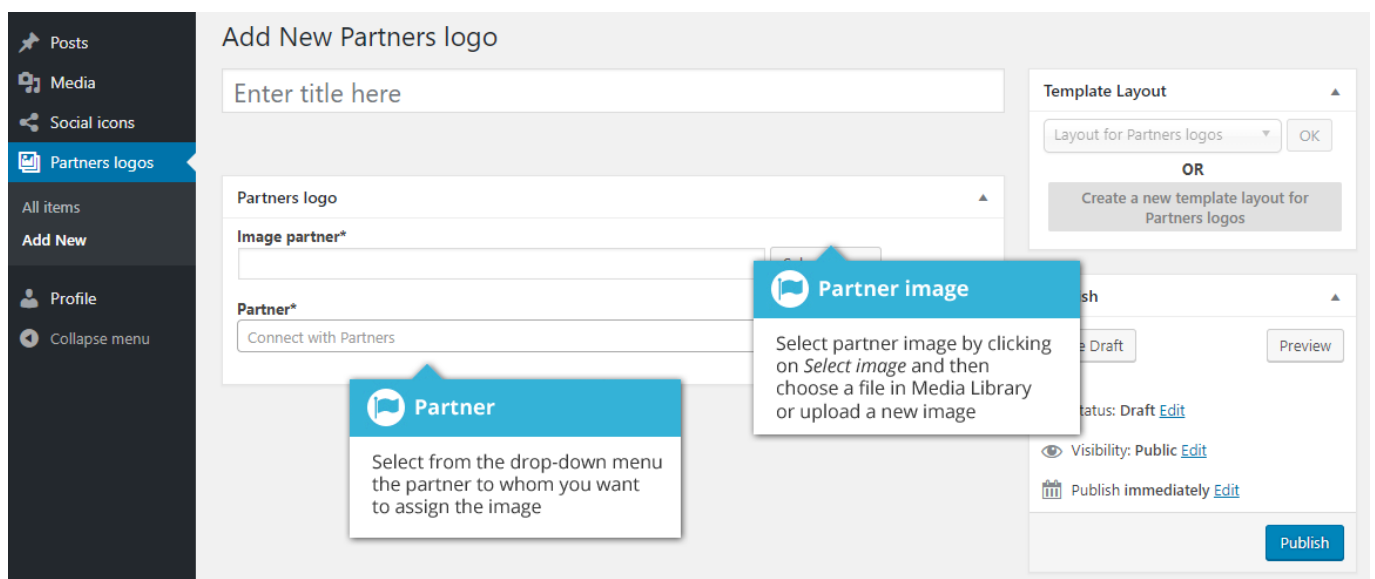 Posts
Media
Social icons
Partners logos
All items
Add New
Profile
Collapse menu
Add New Partners logo
Enter title here
Partners logo
Image partner*
Partner*
Connect with Partners
Partner
Select from the drop-down menu
the partner to whom you want
to assign the image
Partner image
Select partner image by clicking
on Select image and then
choose a file in Media Library
or upload a new image
Template Layout
Layout for Partners logos
OK
OR
Create a new template layout for
Partners logos
Draft
Preview
Status: Draft Edit
Visibility: Public Edit
Publish immediately Edit
Publish